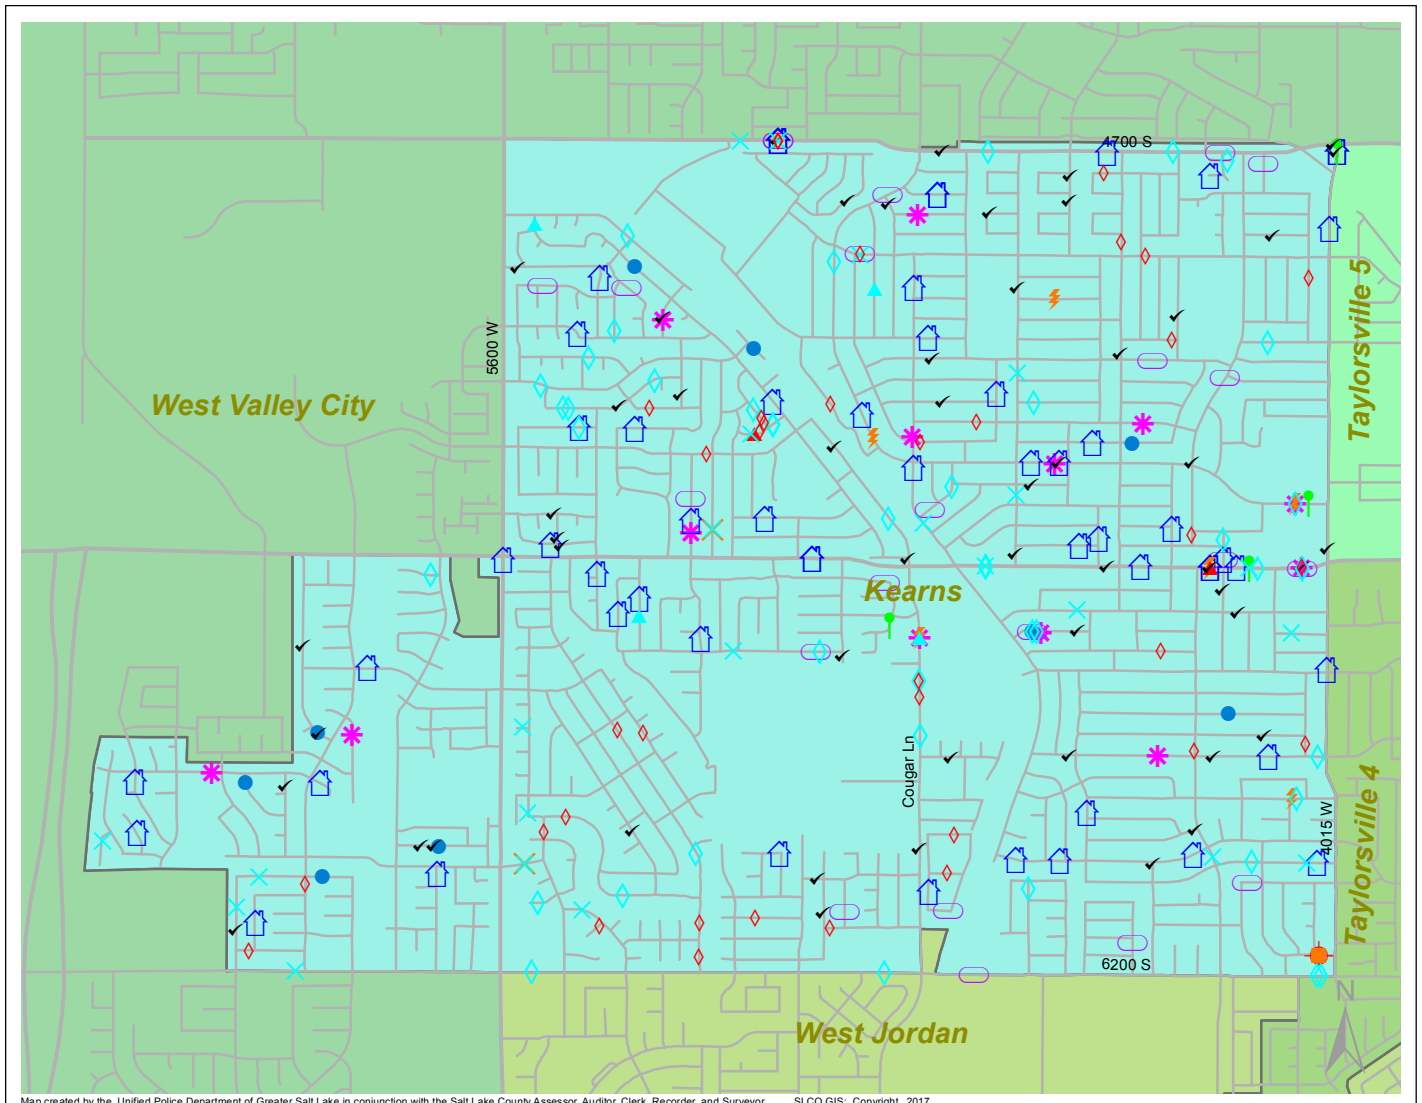 4700 S
Taylorsville 5
5600 W
West Valley City
Kearns
Cougar Ln
Taylorsville 4
4015 W
6200 S
N
West Jordan
Map created by the Unified Police Department of Greater Salt Lake in conjunction with the Salt Lake County Assessor, Auditor, Clerk, Recorder, and Surveyor. SLCO GIS: Copyright, 2017